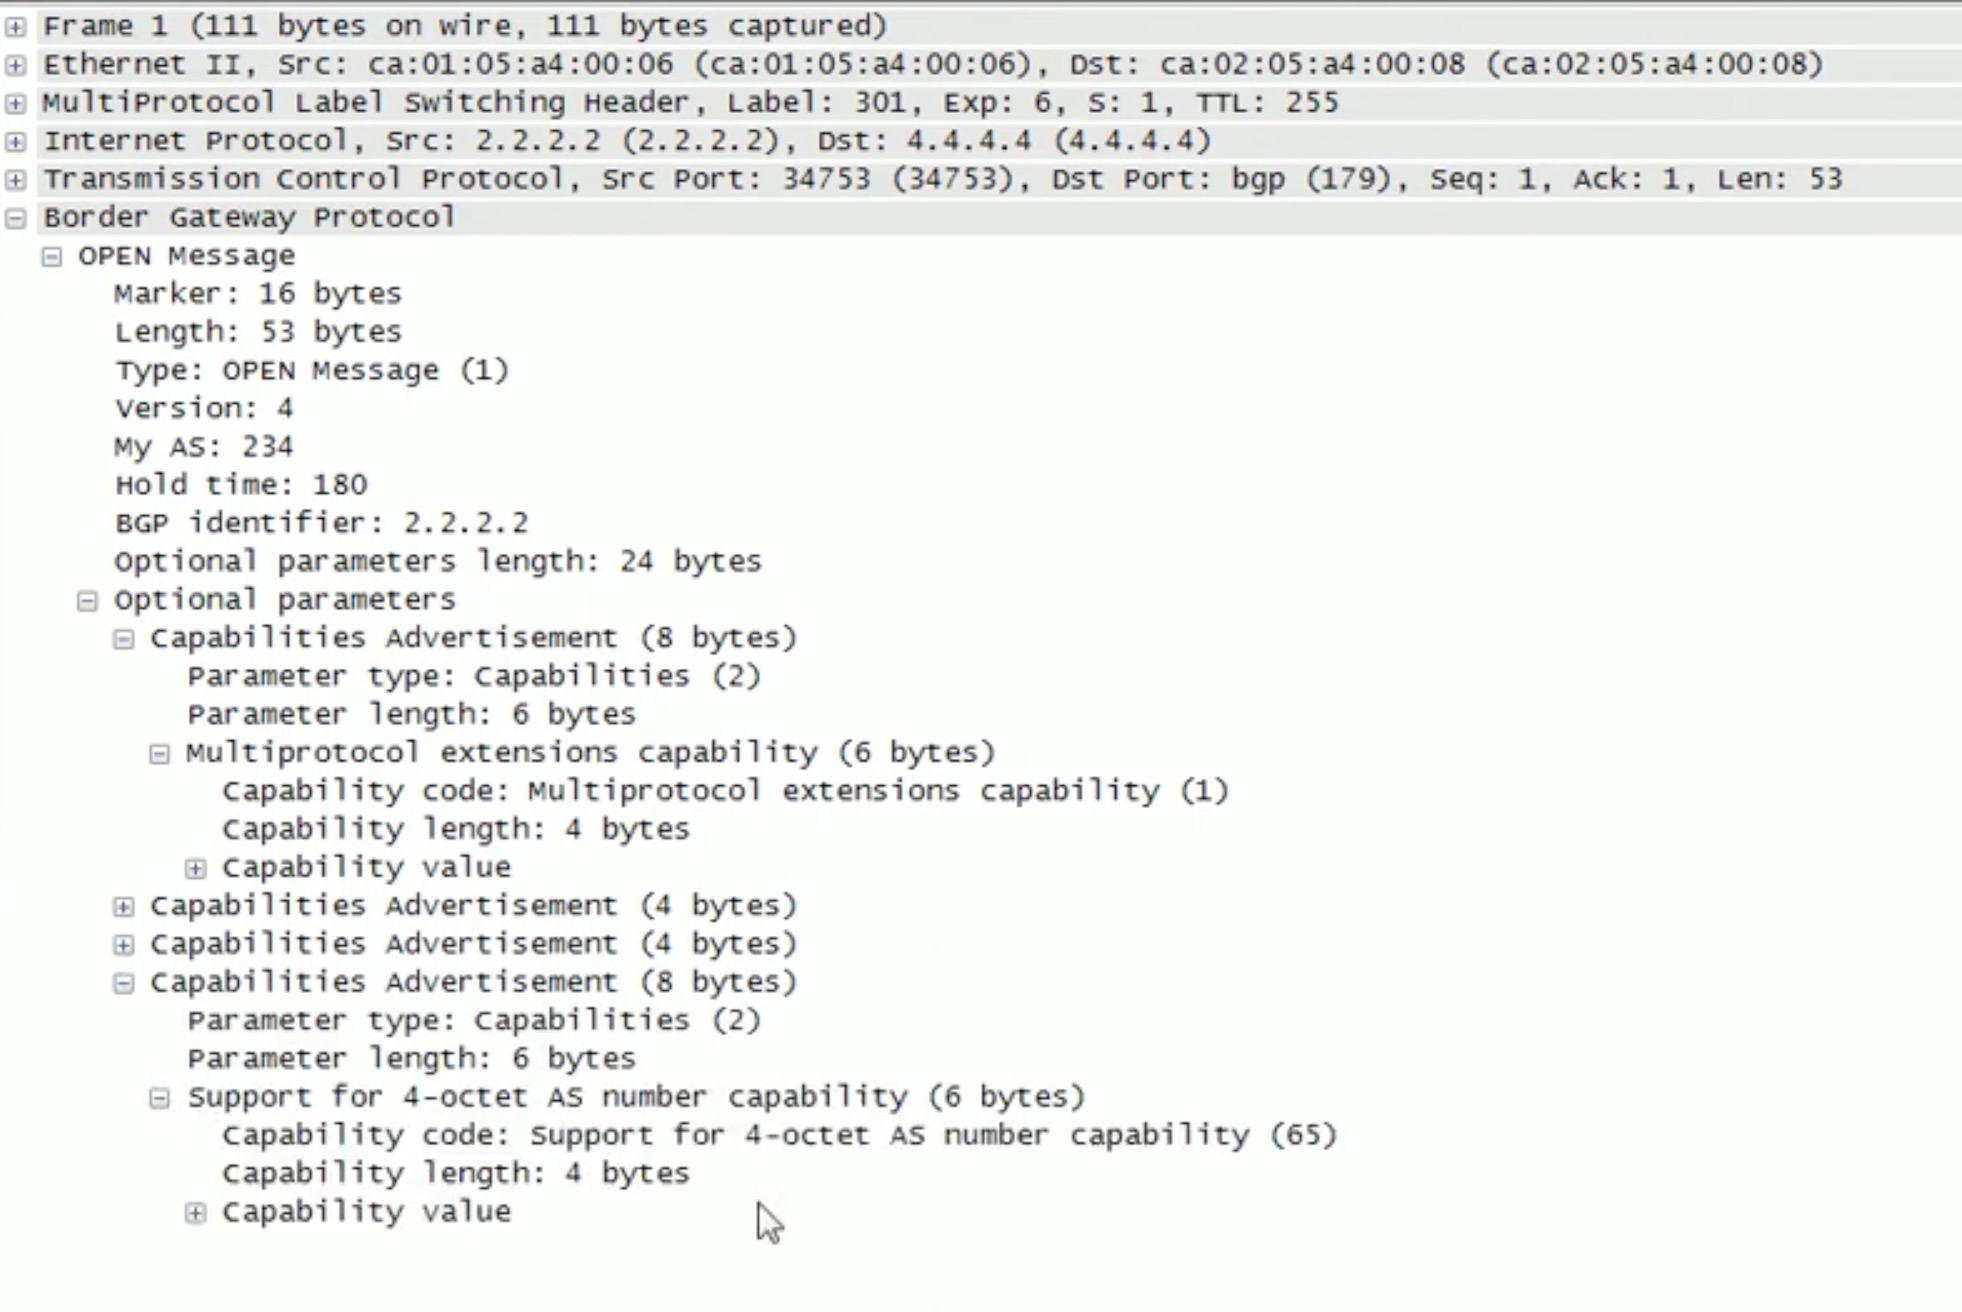 Frame 1 (111 bytes on wire, 111 bytes captured)
Ethernet II, Src: ca:01:05:a4:00:06 (ca:01:05:a4:00:06), Dst: ca:02:05:a4:00:08 (ca:02:05:a4:00:08)
MultiProtocol Label Switching Header, Label: 301, Exp: 6, S: 1, TTL: 255
Internet Protocol, Src: 2.2.2.2 (2.2.2.2), Dst: 4.4.4.4 (4.4.4.4)
Transmission Control Protocol, Src Port: 34753 (34753), Dst Port: bgp (179), Seq: 1, Ack: 1, Len: 53
Border Gateway Protocol
OPEN Message
Marker: 16 bytes
Length: 53 bytes
Type: OPEN Message (1)
Version: 4
My AS: 234
Hold time: 180
BGP identifier: 2.2.2.2
Optional parameters length: 24 bytes
Optional parameters
Capabilities Advertisement (8 bytes)
Parameter type: Capabilities (2)
Parameter length: 6 bytes
Multiprotocol extensions capability (6 bytes)
Capability code: Multiprotocol extensions capability (1)
Capability length: 4 bytes
Capability value
Capabilities Advertisement (4 bytes)
Capabilities Advertisement (4 bytes)
Capabilities Advertisement (8 bytes)
Parameter type: Capabilities (2)
Parameter length: 6 bytes
Support for 4-octet AS number capability (6 bytes)
Capability code: Support for 4-octet AS number capability (65)
Capability length: 4 bytes
Capability value